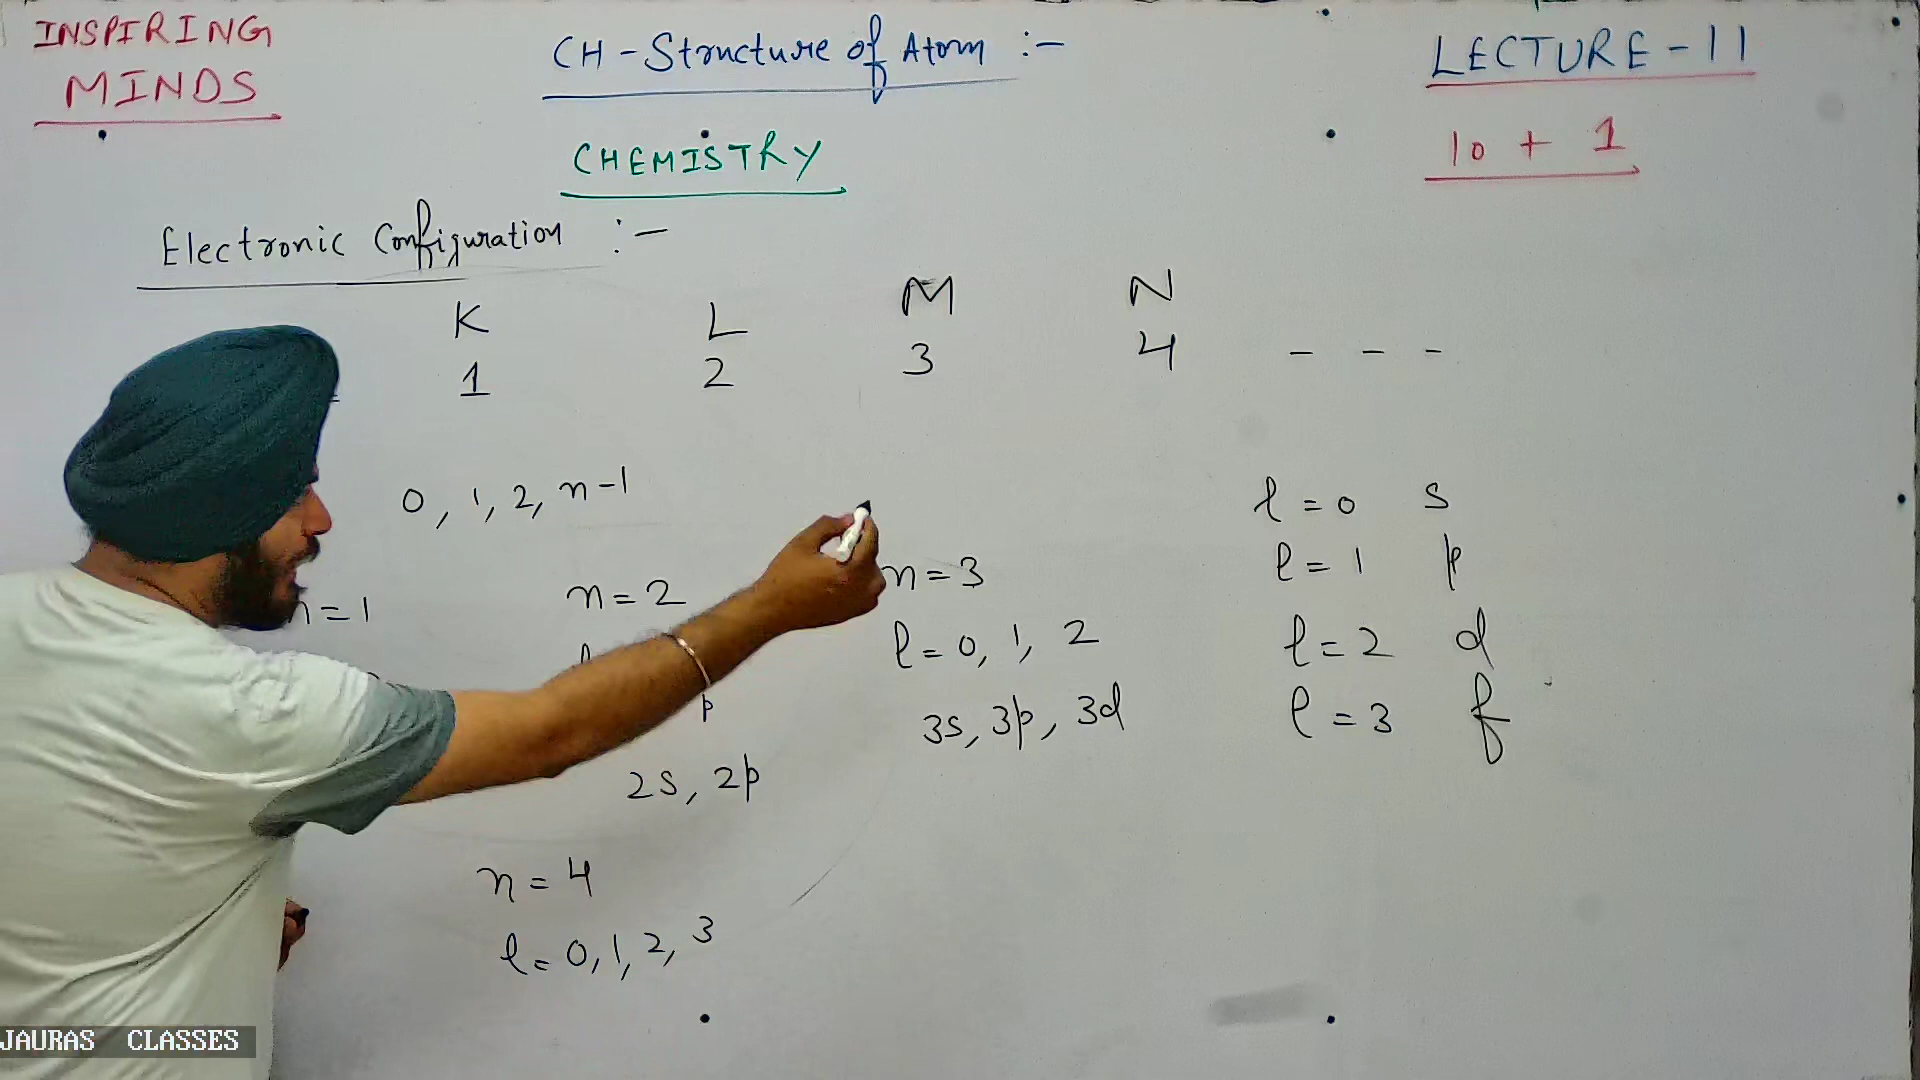 INSPIRING
MINDS
CH - Structure of Atom :-
LECTURE - 11
10 + 1
CHEMISTRY
Electronic Configuration :-
K L M N
1 2 3 4 - - -
0, 1, 2, n-1
n = 1
n = 2
p
2s, 2p
n = 3
l = 0, 1, 2
3s, 3p, 3d
n = 4
l = 0, 1, 2, 3
l = 0 s
l = 1 p
l = 2 d
l = 3 f
JAURAS CLASSES